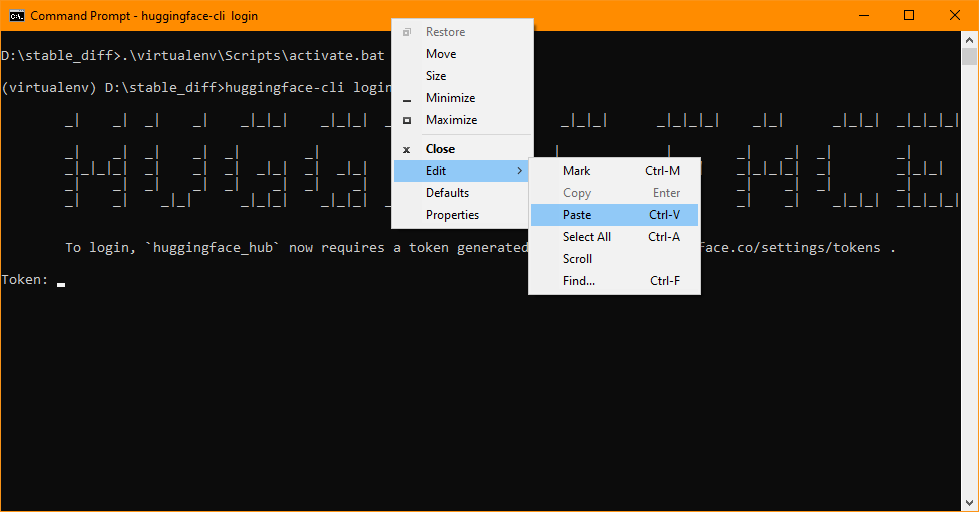 Command Prompt - huggingface-cli login
D:\stable_diff>.\virtualenv\Scripts\activate.bat
(virtualenv) D:\stable_diff>huggingface-cli login
To login, `huggingface_hub` now requires a token generated face.co/settings/tokens .
Token:
Restore
Move
Size
Minimize
Maximize
Close
Edit
Defaults
Properties
Mark Ctrl-M
Copy Enter
Paste Ctrl-V
Select All Ctrl-A
Scroll
Find... Ctrl-F